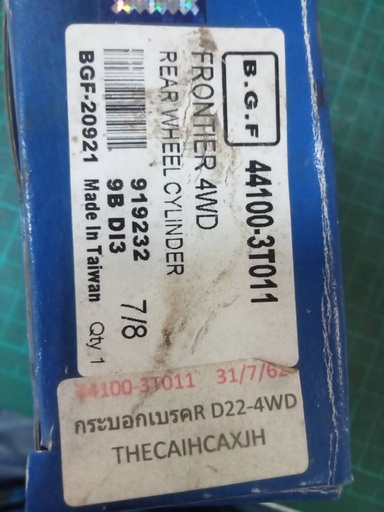 B.G.F
44100-3T011
FRONTIER 4WD
REAR WHEEL CYLINDER
7/8
919232
9B DI3
Made In Taiwan
Qty 1
BGF-20921
44100-3T011 31/7/62
กระบอกเบรคR D22-4WD
THECAIHCAXJH